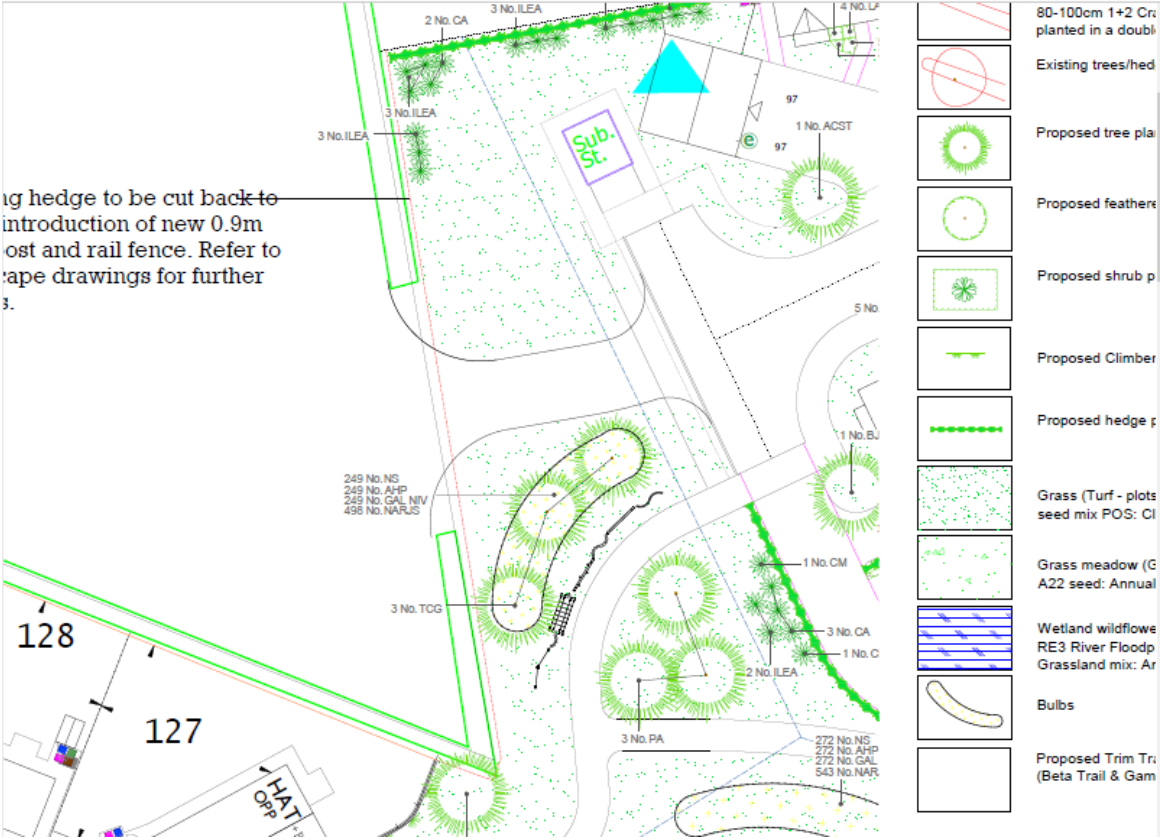 3 No.ILEA
2 No. CA
4 No.LA
3 No.ILEA
3 No.ILEA
Sub.
St.
97
97
e
1 No. ACST
ng hedge to be cut back to
introduction of new 0.9m
post and rail fence. Refer to
cape drawings for further
s.
5 No
1 No.BJ
249 No.NS
249 No.AHP
249 No.GAL NIV
498 No.NARJS
1 No.CM
3 No. TCG
3 No.CA
1 No.C
2 No.ILEA
3 No.PA
272 No.NS
272 No.AHP
272 No.GAL
543 No.NAR
128
127
HAT
OPP
80-100cm 1+2 Cra
planted in a doubl
Existing trees/hed
Proposed tree pla
Proposed feathere
Proposed shrub p
Proposed Climber
Proposed hedge p
Grass (Turf - plots
seed mix POS: Cl
Grass meadow (G
A22 seed: Annual
Wetland wildflowe
RE3 River Floodp
Grassland mix: An
Bulbs
Proposed Trim Tra
(Beta Trail & Gam